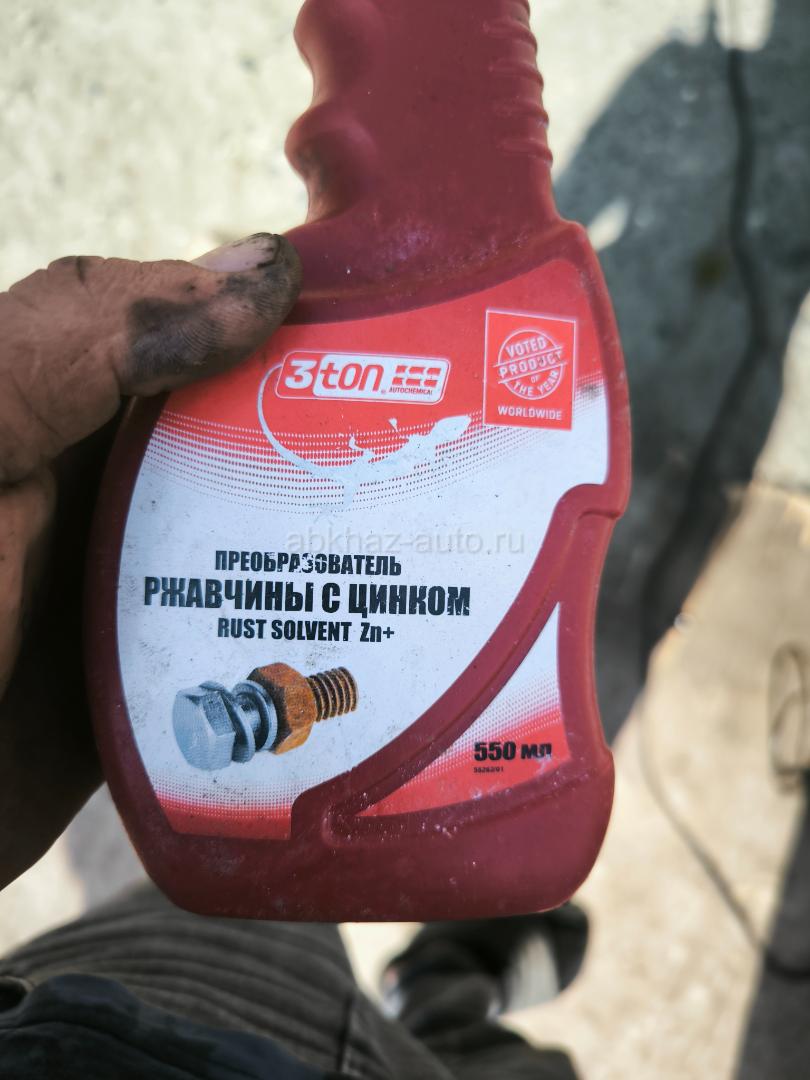 3ton
AUTOCHEMICAL
VOTED
PRODUCT
OF
THE YEAR
WORLDWIDE
abkhaz-auto.ru
ПРЕОБРАЗОВАТЕЛЬ
РЖАВЧИНЫ С ЦИНКОМ
RUST SOLVENT Zn+
550 мл